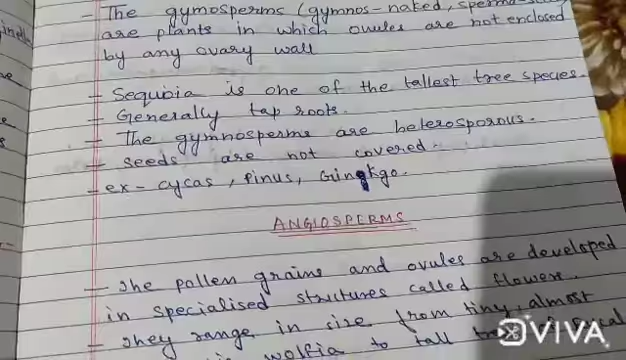 - The gymosperms (gymnos-naked, sperma-
are plants in which ovules are not enclosed
by any ovary wall
- Sequoia is one of the tallest tree species.
- Generally tap roots.
- The gymnosperms are heterosporous.
- seeds are not covered.
- ex - cycas, Pinus, Gingkgo.
ANGIOSPERMS
- The pollen grains and ovules are developed
in specialised structures called flowers.
- They range in size from tiny, almost
wolfia to tall
VIVA